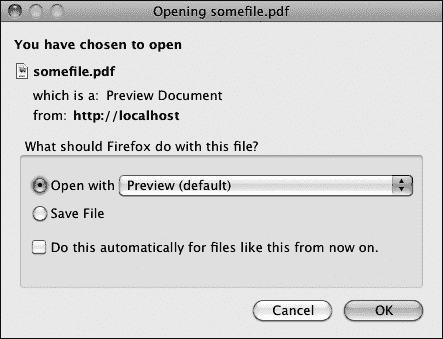 Opening somefile.pdf
You have chosen to open
somefile.pdf
which is a: Preview Document
from: http://localhost
What should Firefox do with this file?
Open with Preview (default)
Save File
Do this automatically for files like this from now on.
Cancel OK